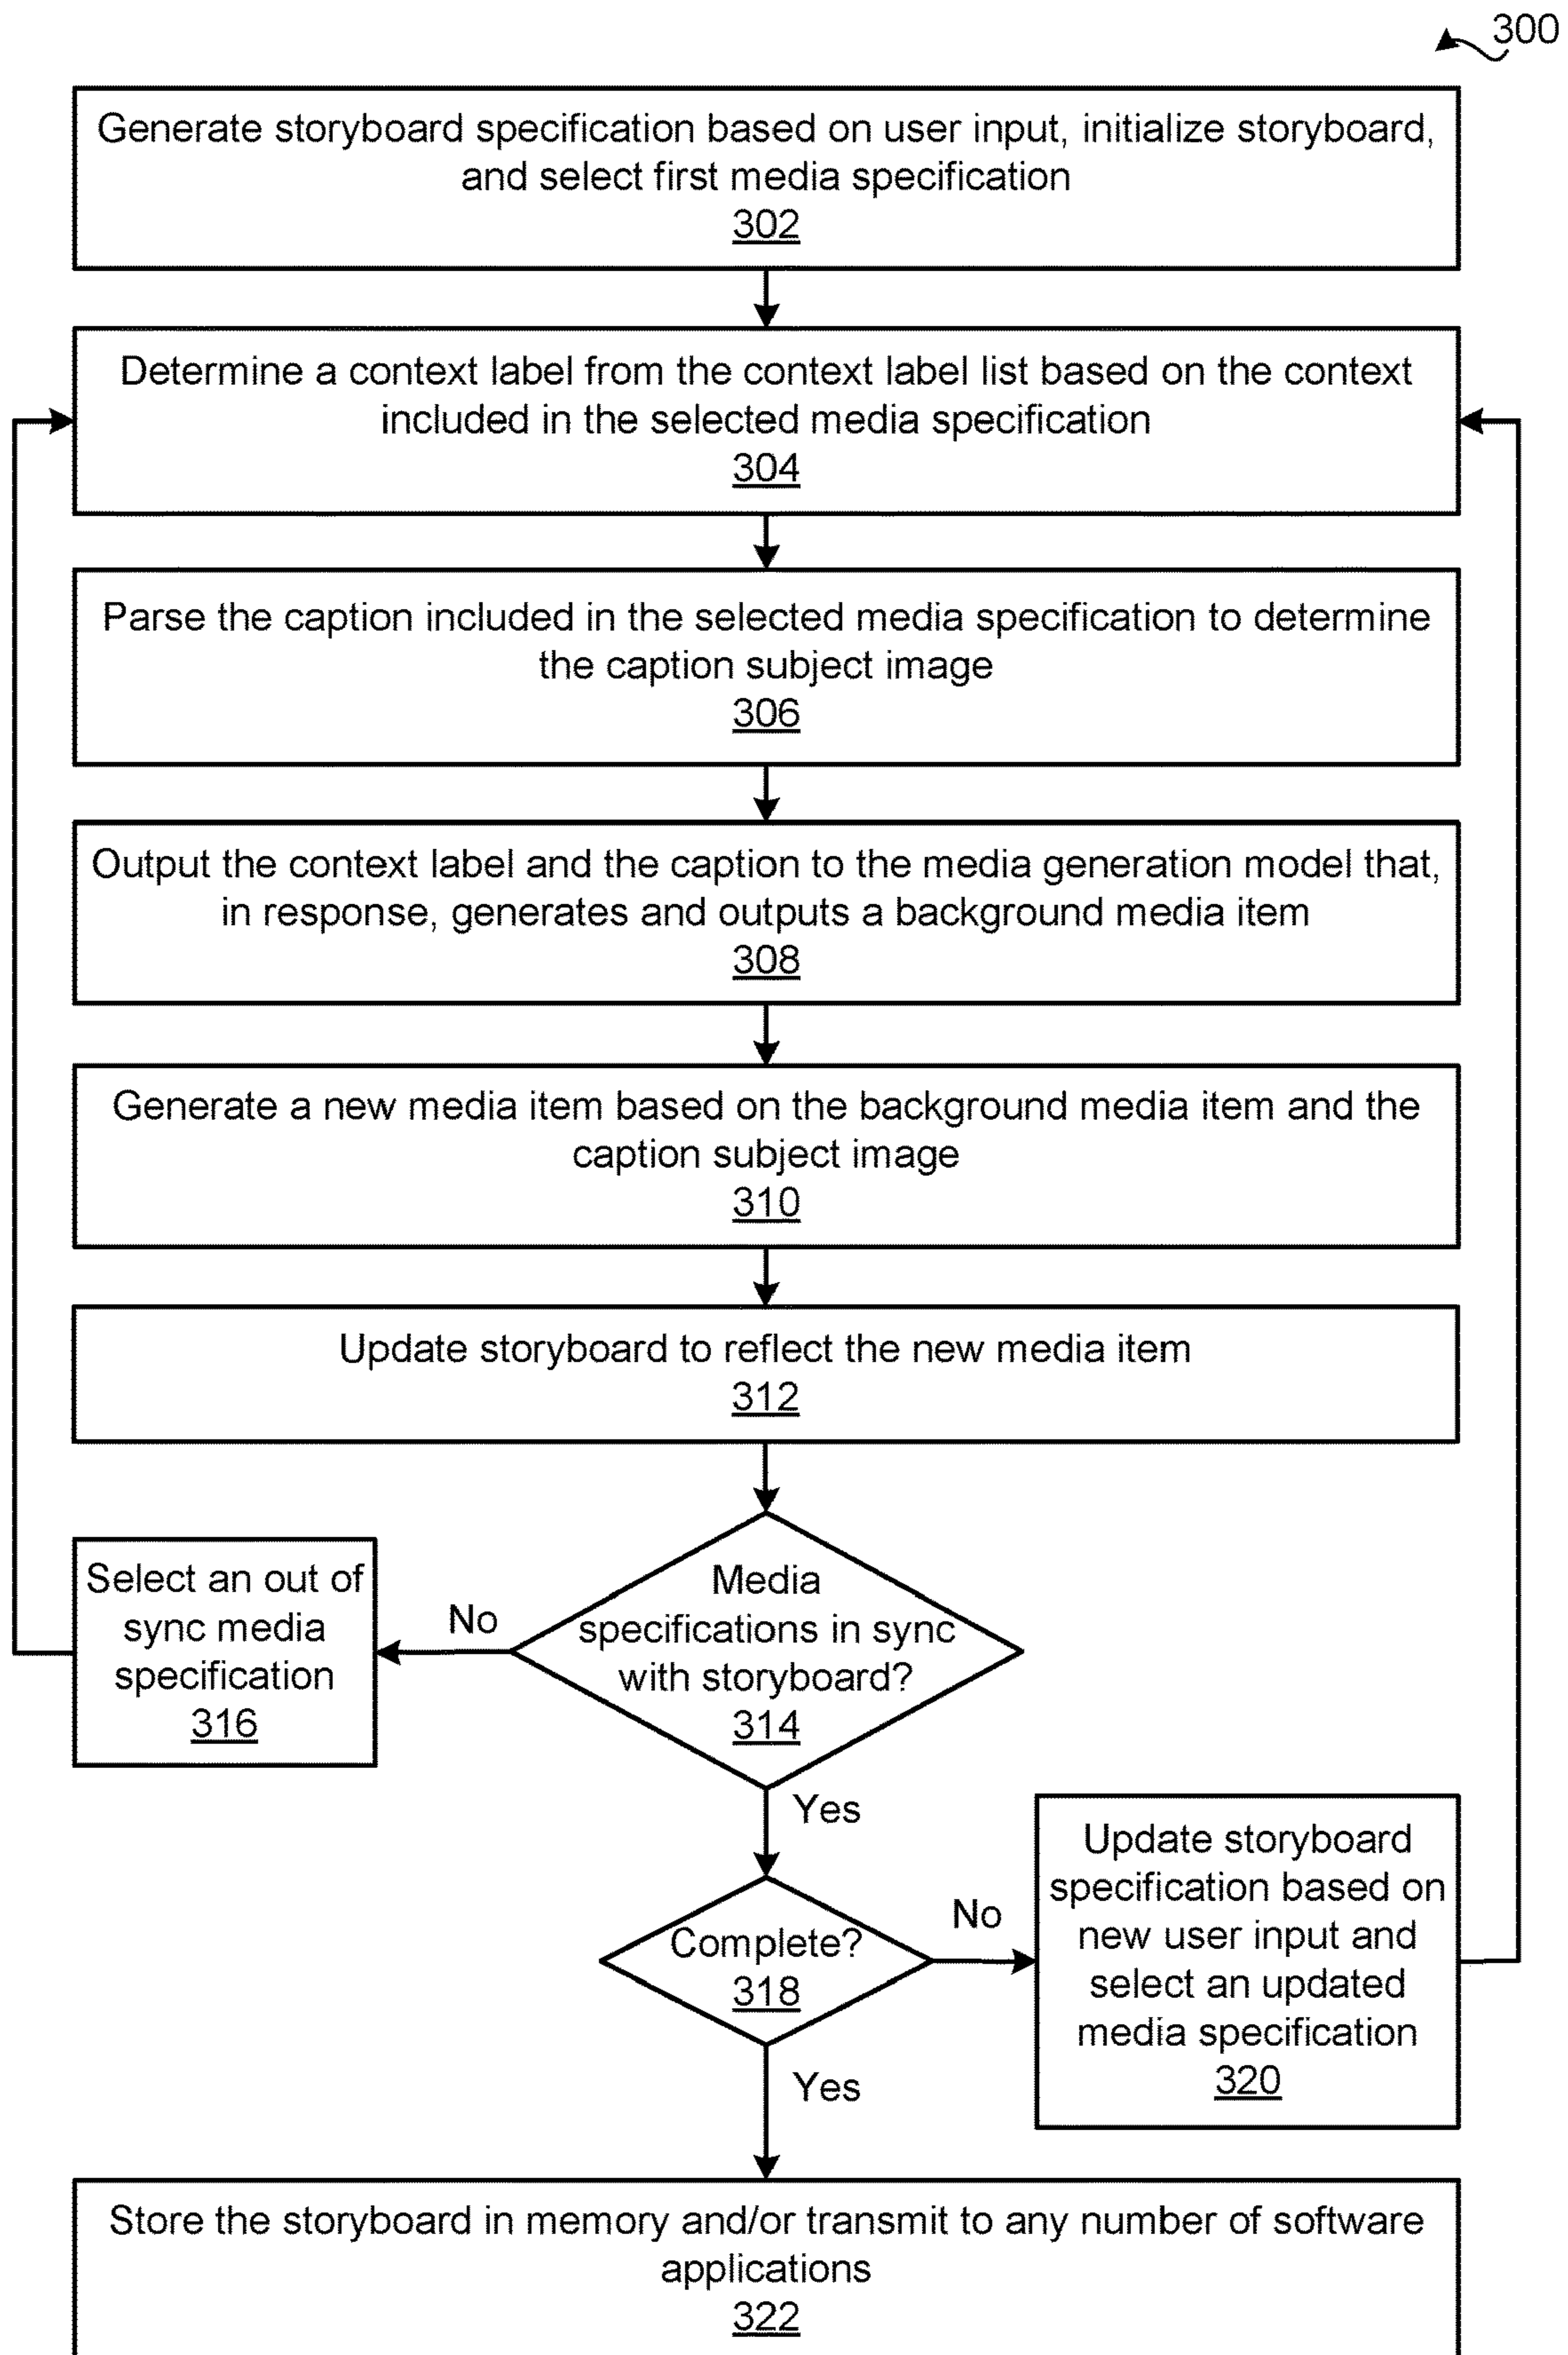 300
Generate storyboard specification based on user input, initialize storyboard,
and select first media specification
302
Determine a context label from the context label list based on the context
included in the selected media specification
304
Parse the caption included in the selected media specification to determine
the caption subject image
306
Output the context label and the caption to the media generation model that,
in response, generates and outputs a background media item
308
Generate a new media item based on the background media item and the
caption subject image
310
Update storyboard to reflect the new media item
312
Media
specifications in sync
with storyboard?
314
No
Select an out of
sync media
specification
316
Yes
Complete?
318
No
Update storyboard
specification based on
new user input and
select an updated
media specification
320
Yes
Store the storyboard in memory and/or transmit to any number of software
applications
322